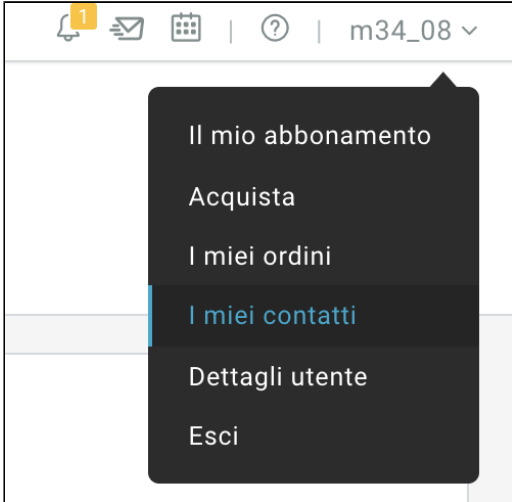 1
m34_08
Il mio abbonamento
Acquista
I miei ordini
I miei contatti
Dettagli utente
Esci